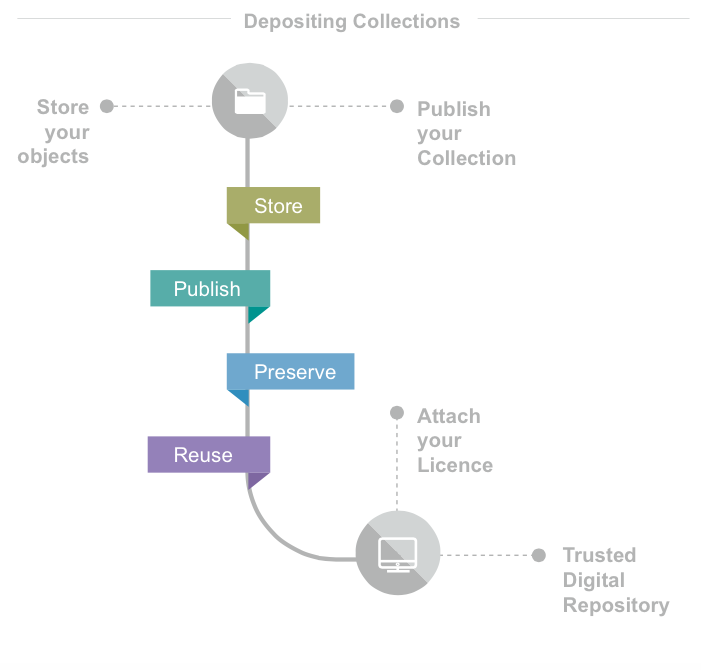 Depositing Collections
Store
your
objects
Publish
your
Collection
Store
Publish
Preserve
Reuse
Attach
your
Licence
Trusted
Digital
Repository